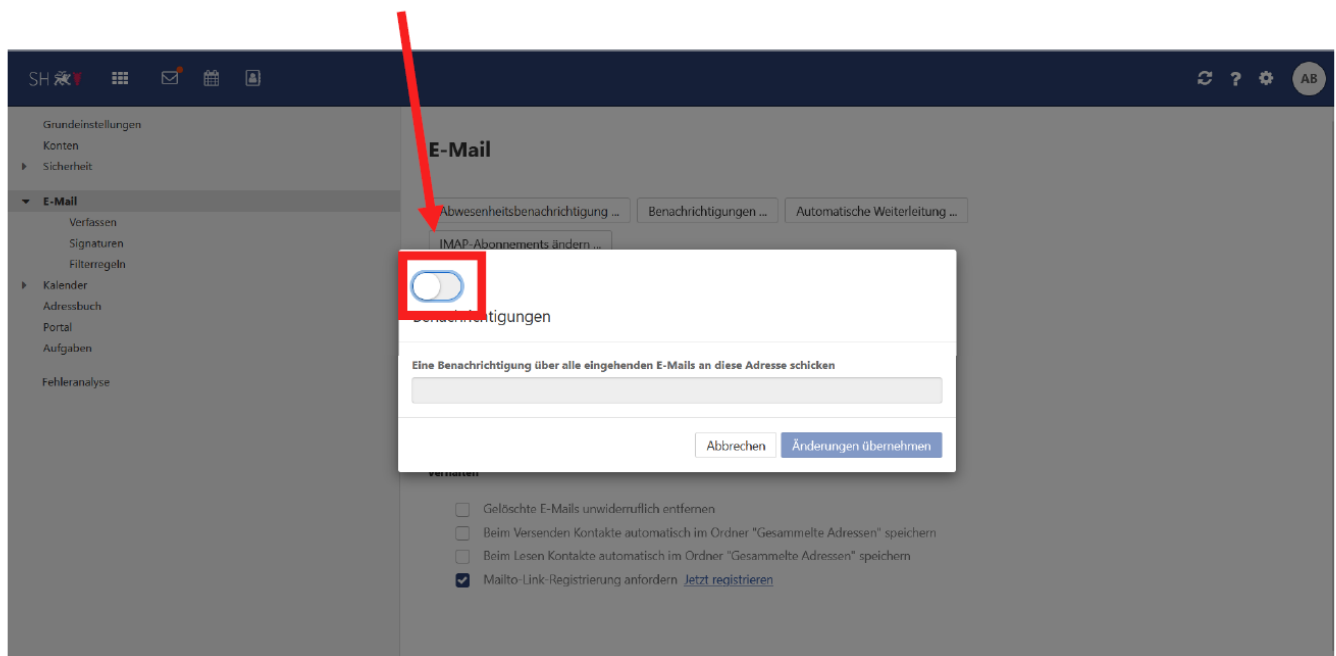 SH
AB
Grundeinstellungen
Konten
Sicherheit
E-Mail
Verfassen
Signaturen
Filterregeln
Kalender
Adressbuch
Portal
Aufgaben
Fehleranalyse
E-Mail
Abwesenheitsbenachrichtigung ...
Benachrichtigungen ...
Automatische Weiterleitung ...
IMAP-Abonnements ändern ...
Benachrichtigungen
Eine Benachrichtigung über alle eingehenden E-Mails an diese Adresse schicken
Abbrechen
Änderungen übernehmen
Verhalten
Gelöschte E-Mails unwiderruflich entfernen
Beim Versenden Kontakte automatisch im Ordner "Gesammelte Adressen" speichern
Beim Lesen Kontakte automatisch im Ordner "Gesammelte Adressen" speichern
Mailto-Link-Registrierung anfordern Jetzt registrieren